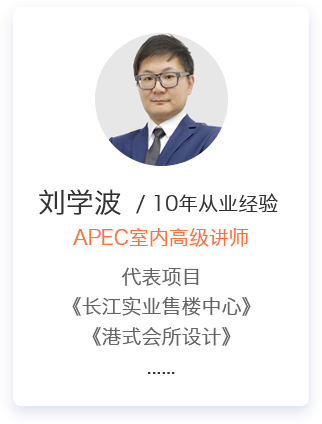 刘学波 / 10年从业经验
APEC室内高级讲师
代表项目
《长江实业售楼中心》
《港式会所设计》
......